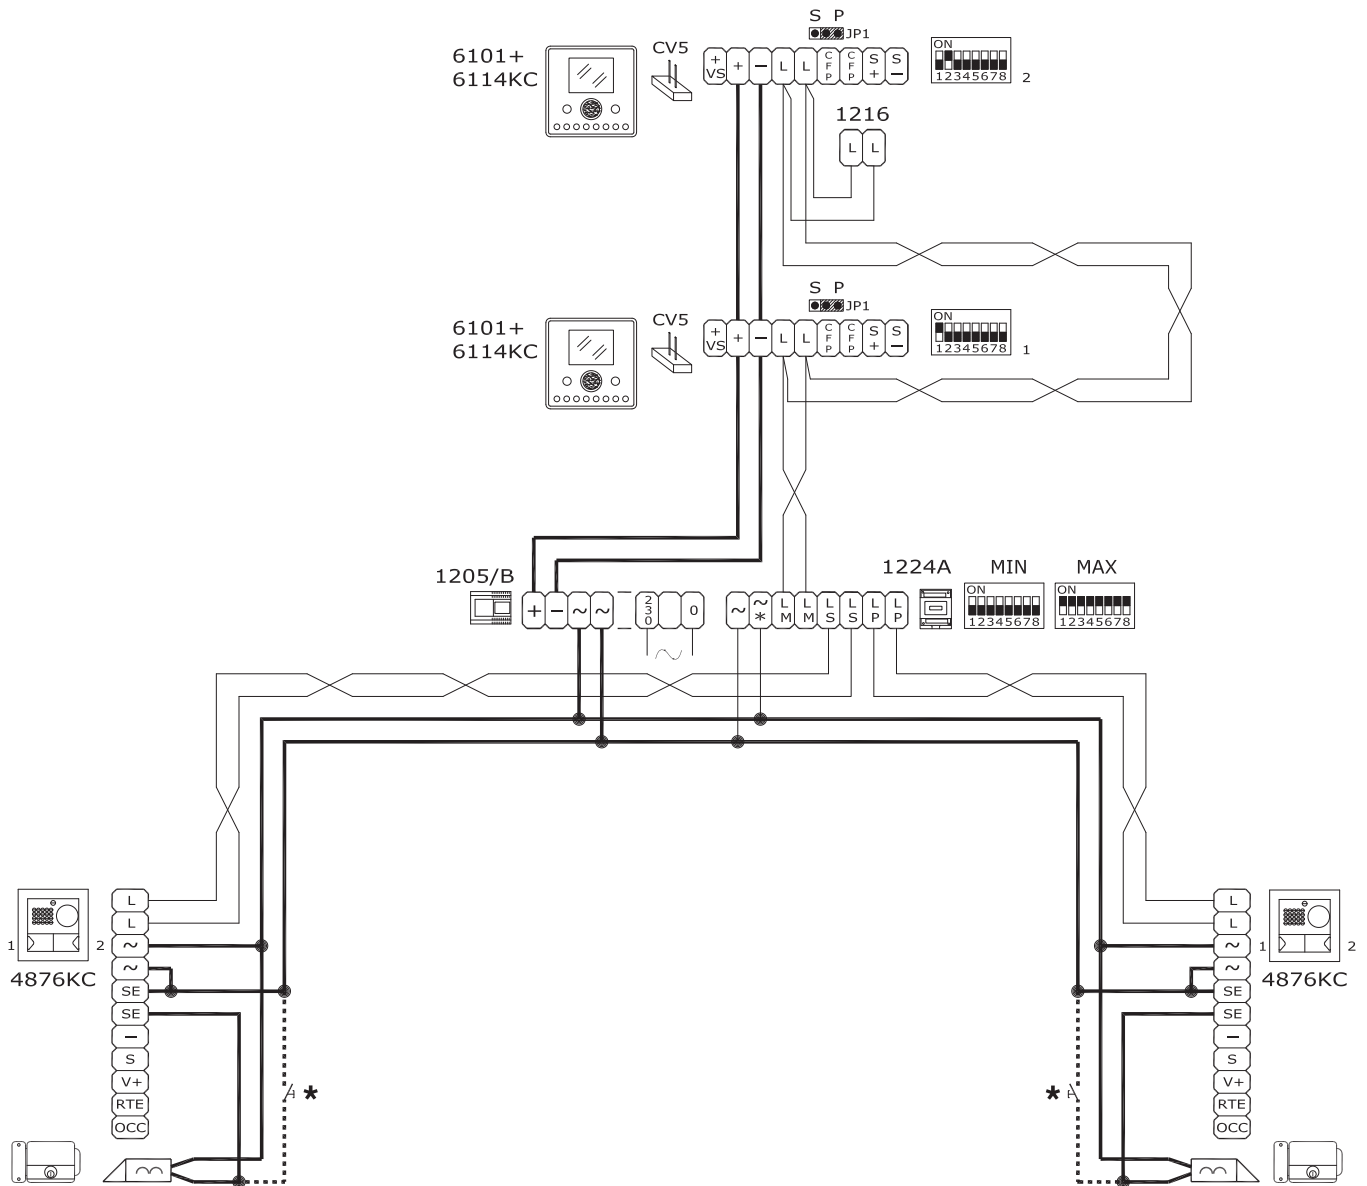 S P
JP1
6101+
6114KC
CV5
+ VS
+
−
L
L
CFP
CFP
S +
S −
ON
12345678
2
1216
L
L
S P
JP1
6101+
6114KC
CV5
+ VS
+
−
L
L
CFP
CFP
S +
S −
ON
12345678
1
1205/B
+
−
~
~
230
0
~
~
~ *
LM
LM
LS
LS
LP
LP
1224A
MIN
ON
12345678
MAX
ON
12345678
1
2
4876KC
L
L
~
~
SE
SE
−
S
V+
RTE
OCC
*
*
L
L
~
~
SE
SE
−
S
V+
RTE
OCC
1
2
4876KC